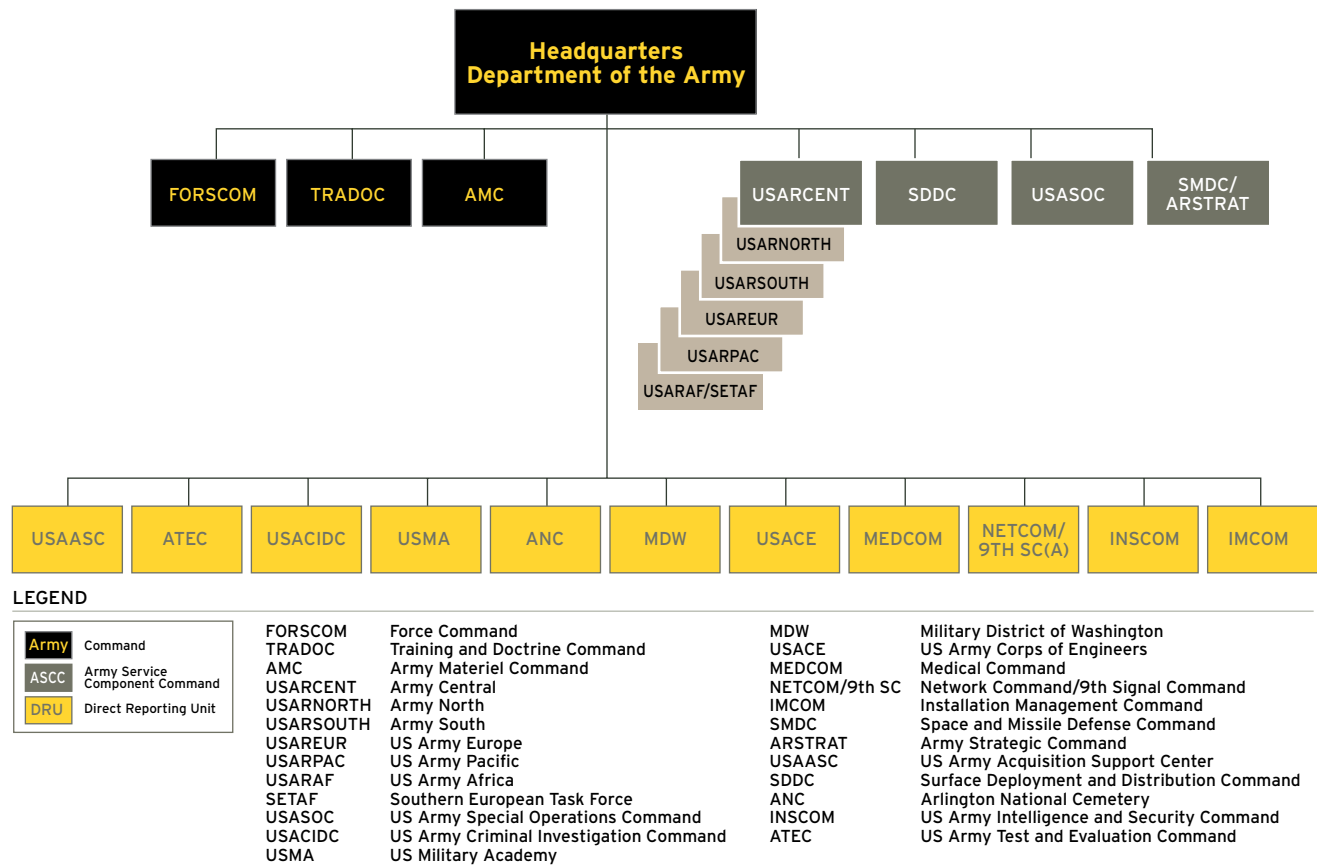 Headquarters
Department of the Army
FORSCOM
TRADOC
AMC
USARCENT
SDDC
USASOC
SMDC/
ARSTRAT
USARNORTH
USARSOUTH
USAREUR
USARPAC
USARAF/SETAF
USAASC
ATEC
USACIDC
USMA
ANC
MDW
USACE
MEDCOM
NETCOM/
9TH SC(A)
INSCOM
IMCOM
LEGEND
Army Command
ASCC Army Service
Component Command
DRU Direct Reporting Unit
FORSCOM Force Command
TRADOC Training and Doctrine Command
AMC Army Materiel Command
USARCENT Army Central
USARNORTH Army North
USARSOUTH Army South
USAREUR US Army Europe
USARPAC US Army Pacific
USARAF US Army Africa
SETAF Southern European Task Force
USASOC US Army Special Operations Command
USACIDC US Army Criminal Investigation Command
USMA US Military Academy
MDW Military District of Washington
USACE US Army Corps of Engineers
MEDCOM Medical Command
NETCOM/9th SC Network Command/9th Signal Command
IMCOM Installation Management Command
SMDC Space and Missile Defense Command
ARSTRAT Army Strategic Command
USAASC US Army Acquisition Support Center
SDDC Surface Deployment and Distribution Command
ANC Arlington National Cemetery
INSCOM US Army Intelligence and Security Command
ATEC US Army Test and Evaluation Command